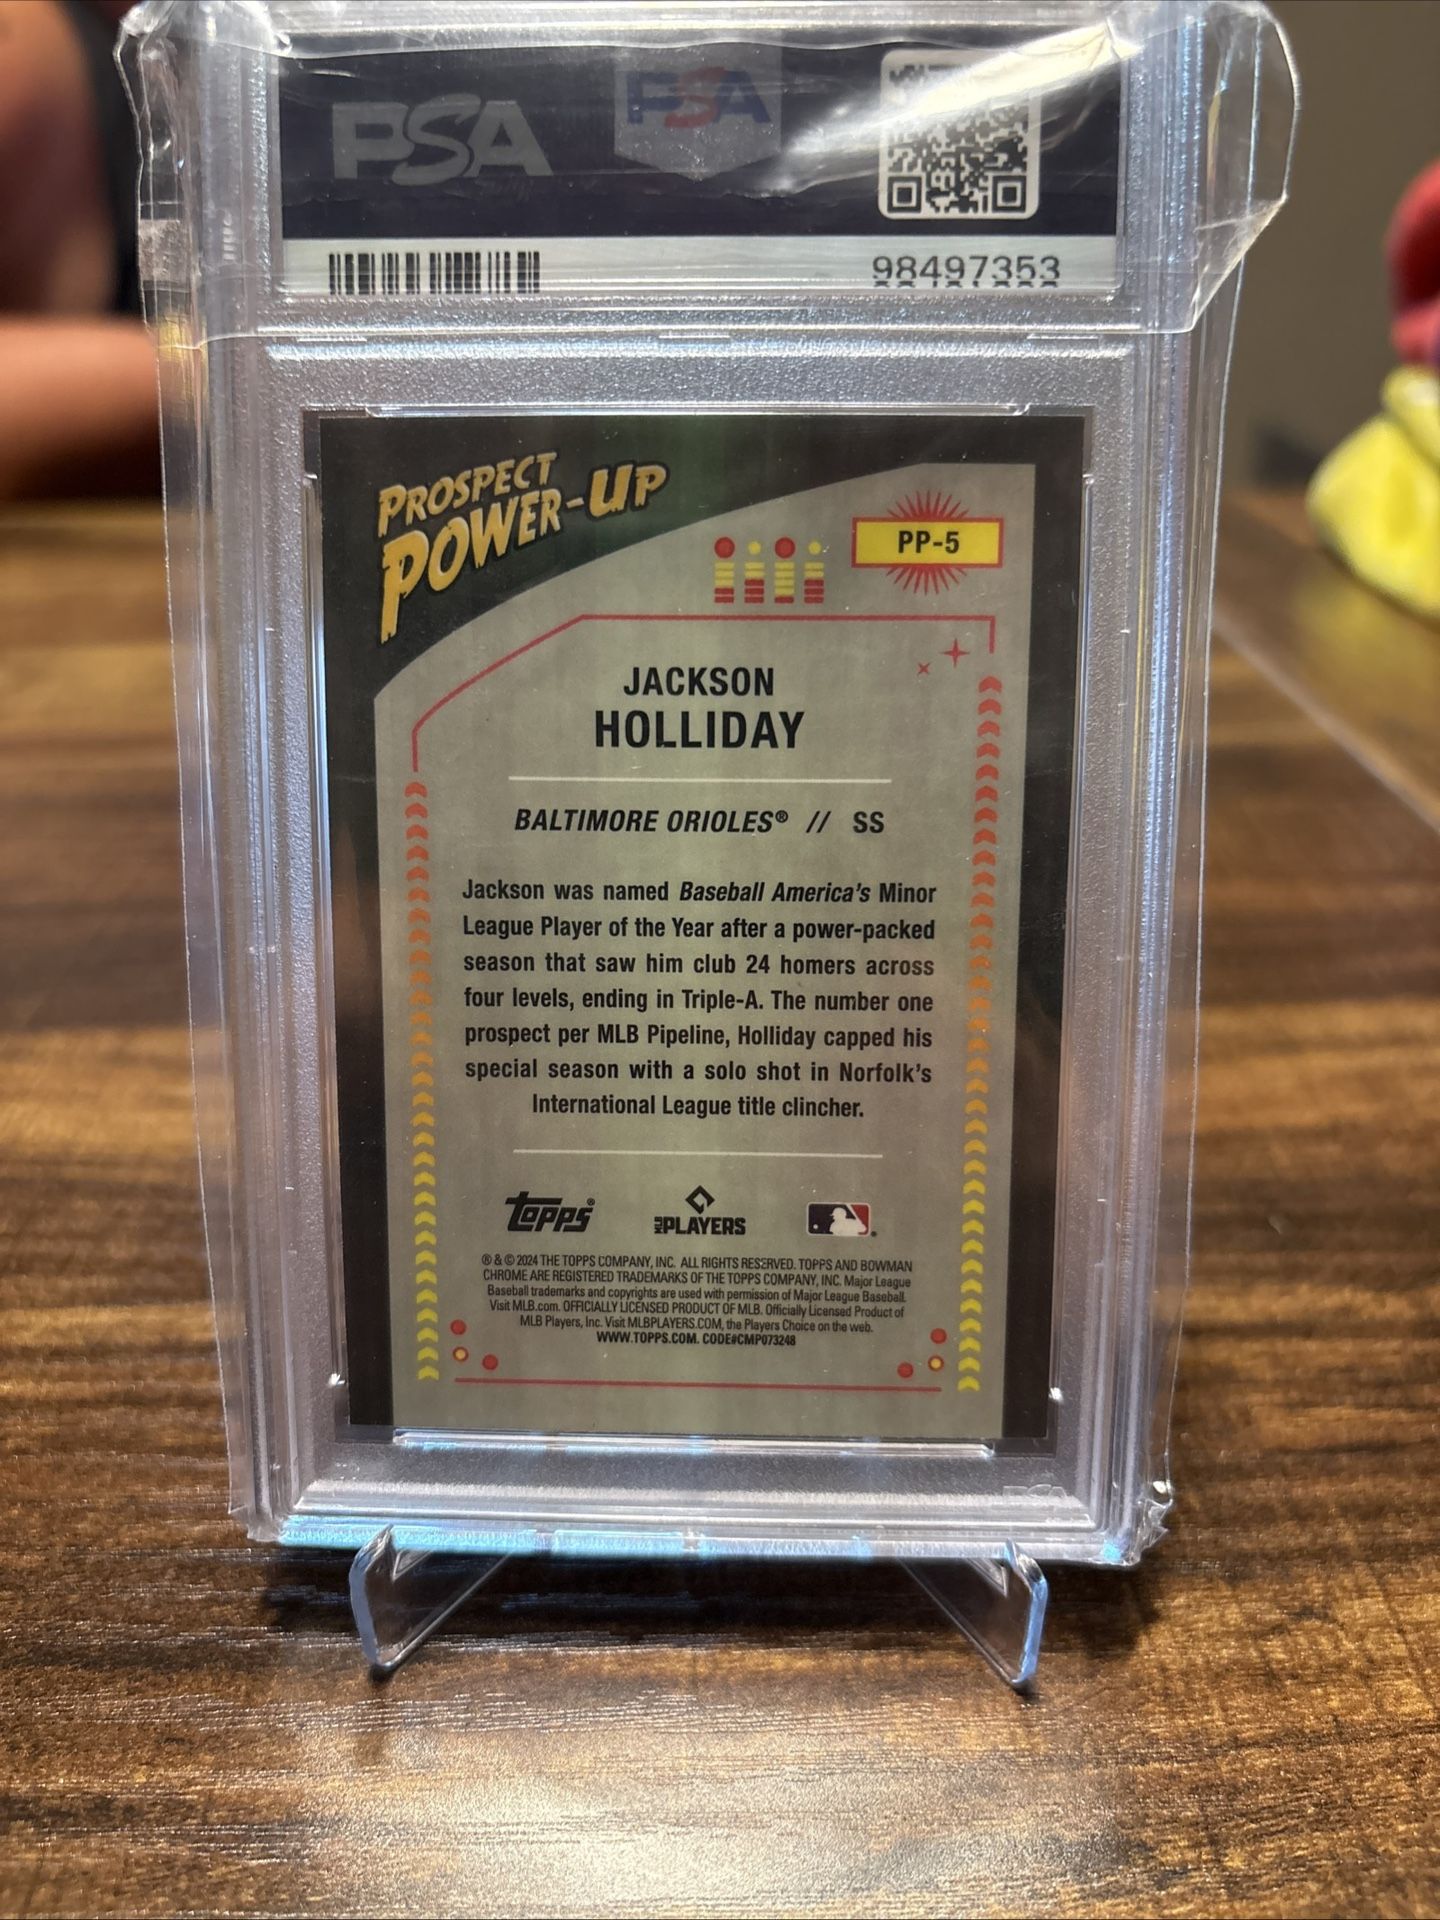 PSA
PSA
98497353
PROSPECT
POWER-UP
PP-5
JACKSON
HOLLIDAY
BALTIMORE ORIOLES® // SS
Jackson was named Baseball America's Minor
League Player of the Year after a power-packed
season that saw him club 24 homers across
four levels, ending in Triple-A. The number one
prospect per MLB Pipeline, Holliday capped his
special season with a solo shot in Norfolk's
International League title clincher.
Topps® MLB PLAYERS
® & © 2024 THE TOPPS COMPANY, INC. ALL RIGHTS RESERVED. TOPPS AND BOWMAN
CHROME ARE REGISTERED TRADEMARKS OF THE TOPPS COMPANY, INC. Major League
Baseball trademarks and copyrights are used with permission of Major League Baseball.
Visit MLB.com. OFFICIALLY LICENSED PRODUCT OF MLB. Officially Licensed Product of
MLB Players, Inc. Visit MLBPLAYERS.COM, the Players Choice on the web.
WWW.TOPPS.COM. CODE#CMP073248
PSA